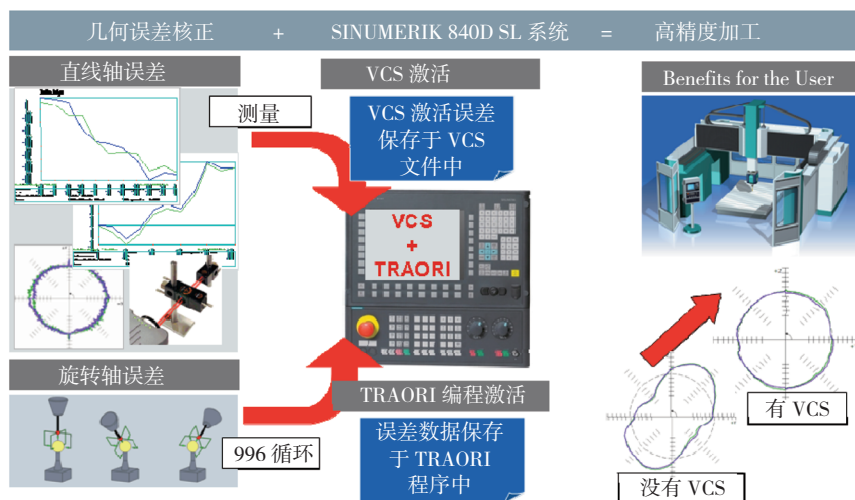 几何误差核正 + SINUMERIK 840D SL 系统 = 高精度加工
直线轴误差
测量
VCS 激活
VCS 激活误差
保存于 VCS
文件中
VCS
+
TRAORI
旋转轴误差
996 循环
TRAORI 编程激活
误差数据保存
于 TRAORI
程序中
Benefits for the User
有 VCS
没有 VCS